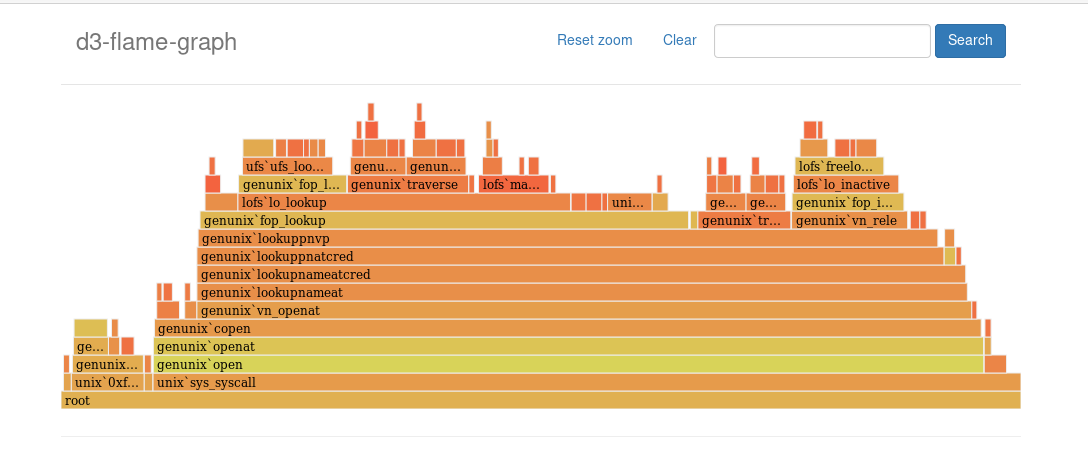 d3-flame-graph
Reset zoom Clear Search
ufs`ufs_loo... genu... genun... lofs`freelo...
genunix`fop_l... genunix`traverse lofs`ma... lofs`lo_inactive
lofs`lo_lookup uni... ge... ge... genunix`fop_i...
genunix`fop_lookup genunix`tr... genunix`vn_rele
genunix`lookuppnvp
genunix`lookuppnatcred
genunix`lookupnameatcred
genunix`lookupnameat
genunix`vn_openat
genunix`copen
ge... genunix`openat
genunix... genunix`open
unix`0xf... unix`sys_syscall
root